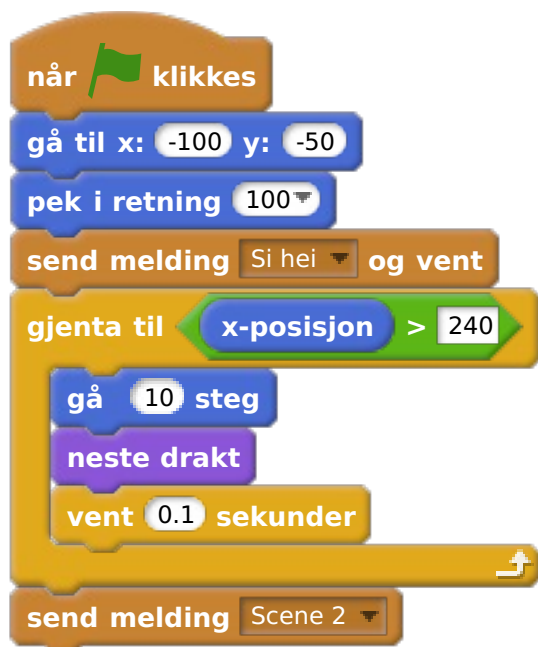 når klikkes
gå til x: -100 y: -50
pek i retning 100
send melding Si hei og vent
gjenta til x-posisjon > 240
gå 10 steg
neste drakt
vent 0.1 sekunder
send melding Scene 2